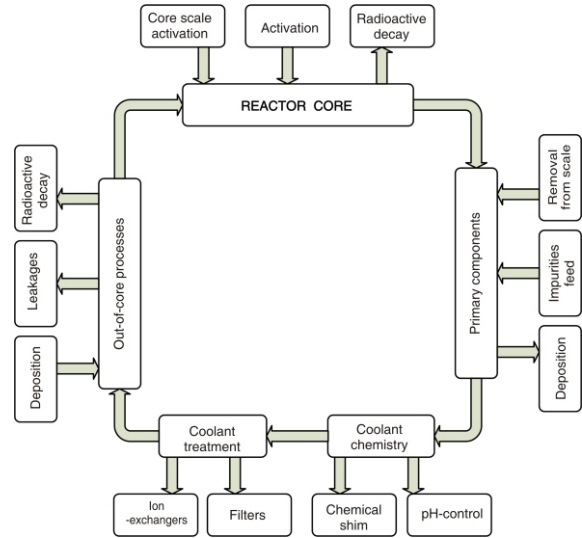 Core scale
activation
Activation
Radioactive
decay
REACTOR CORE
Radioactive
decay
Leakages
Deposition
Out-of-core processes
Primary components
Removal
from scale
Impurities
feed
Deposition
Coolant
treatment
Coolant
chemistry
Ion
-exchangers
Filters
Chemical
shim
pH-control